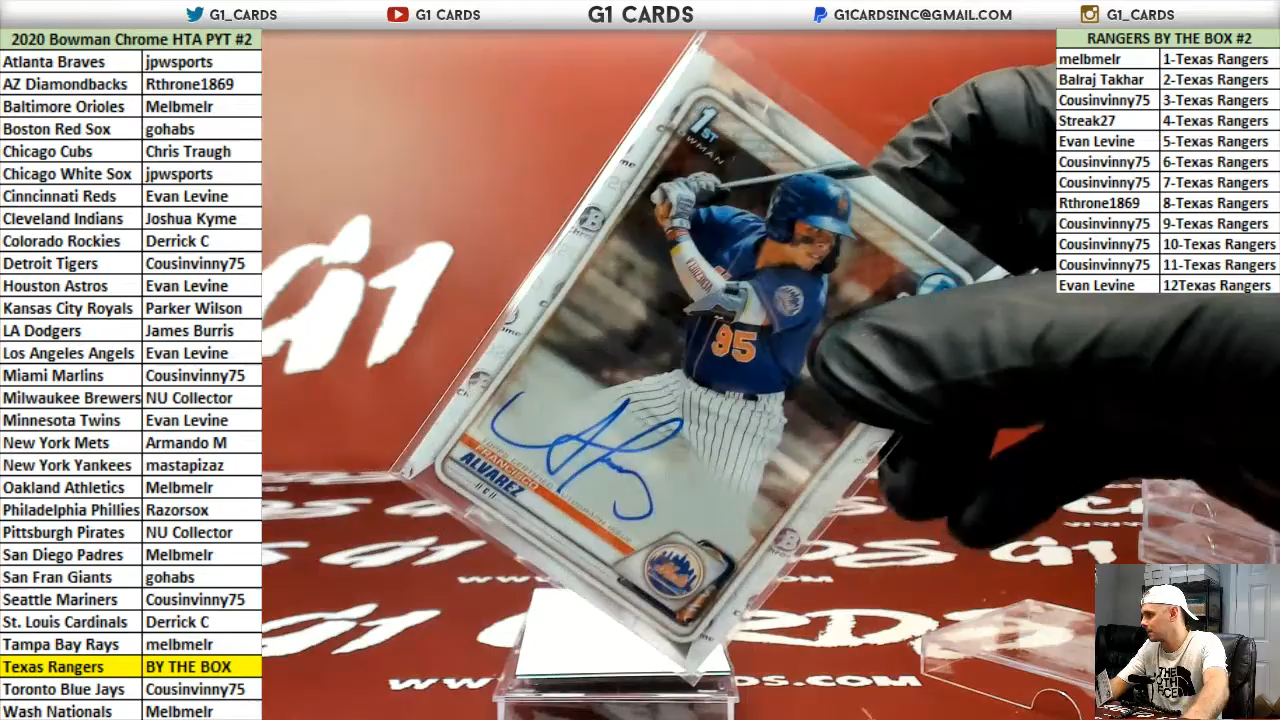 G1_CARDS
G1 CARDS
G1 CARDS
G1CARDSINC@GMAIL.COM
G1_CARDS
2020 Bowman Chrome HTA PYT #2
Atlanta Braves jpwsports
AZ Diamondbacks Rthrone1869
Baltimore Orioles Melbmelr
Boston Red Sox gohabs
Chicago Cubs Chris Traugh
Chicago White Sox jpwsports
Cinncinnati Reds Evan Levine
Cleveland Indians Joshua Kyme
Colorado Rockies Derrick C
Detroit Tigers Cousinvinny75
Houston Astros Evan Levine
Kansas City Royals Parker Wilson
LA Dodgers James Burris
Los Angeles Angels Evan Levine
Miami Marlins Cousinvinny75
Milwaukee Brewers NU Collector
Minnesota Twins Evan Levine
New York Mets Armando M
New York Yankees mastapizaz
Oakland Athletics Melbmelr
Philadelphia Phillies Razorsox
Pittsburgh Pirates NU Collector
San Diego Padres Melbmelr
San Fran Giants gohabs
Seattle Mariners Cousinvinny75
St. Louis Cardinals Derrick C
Tampa Bay Rays melbmelr
Texas Rangers BY THE BOX
Toronto Blue Jays Cousinvinny75
Wash Nationals Melbmelr
RANGERS BY THE BOX #2
melbmelr 1-Texas Rangers
Balraj Takhar 2-Texas Rangers
Cousinvinny75 3-Texas Rangers
Streak27 4-Texas Rangers
Evan Levine 5-Texas Rangers
Cousinvinny75 6-Texas Rangers
Cousinvinny75 7-Texas Rangers
Rthrone1869 8-Texas Rangers
Cousinvinny75 9-Texas Rangers
Cousinvinny75 10-Texas Rangers
Cousinvinny75 11-Texas Rangers
Evan Levine 12Texas Rangers
1ST
95
FRANCISCO
ALVAREZ
G1
THE